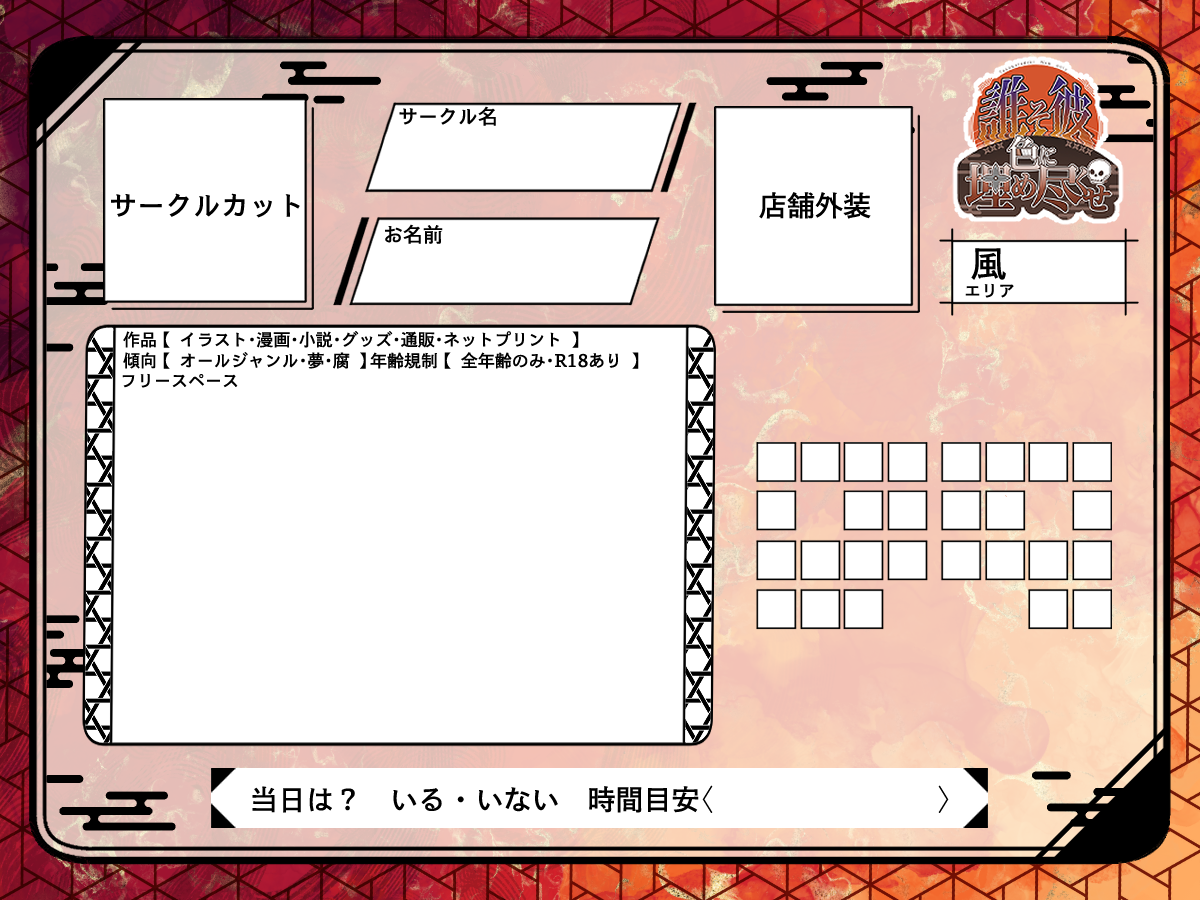 サークルカット
サークル名
お名前
店舗外装
誰そ彼
色に
埋め尽くせ
風
エリア
作品【 イラスト・漫画・小説・グッズ・通販・ネットプリント 】
傾向【 オールジャンル・夢・腐 】年齢規制【 全年齢のみ・R18あり 】
フリースペース
当日は？ いる・いない 時間目安〈 〉